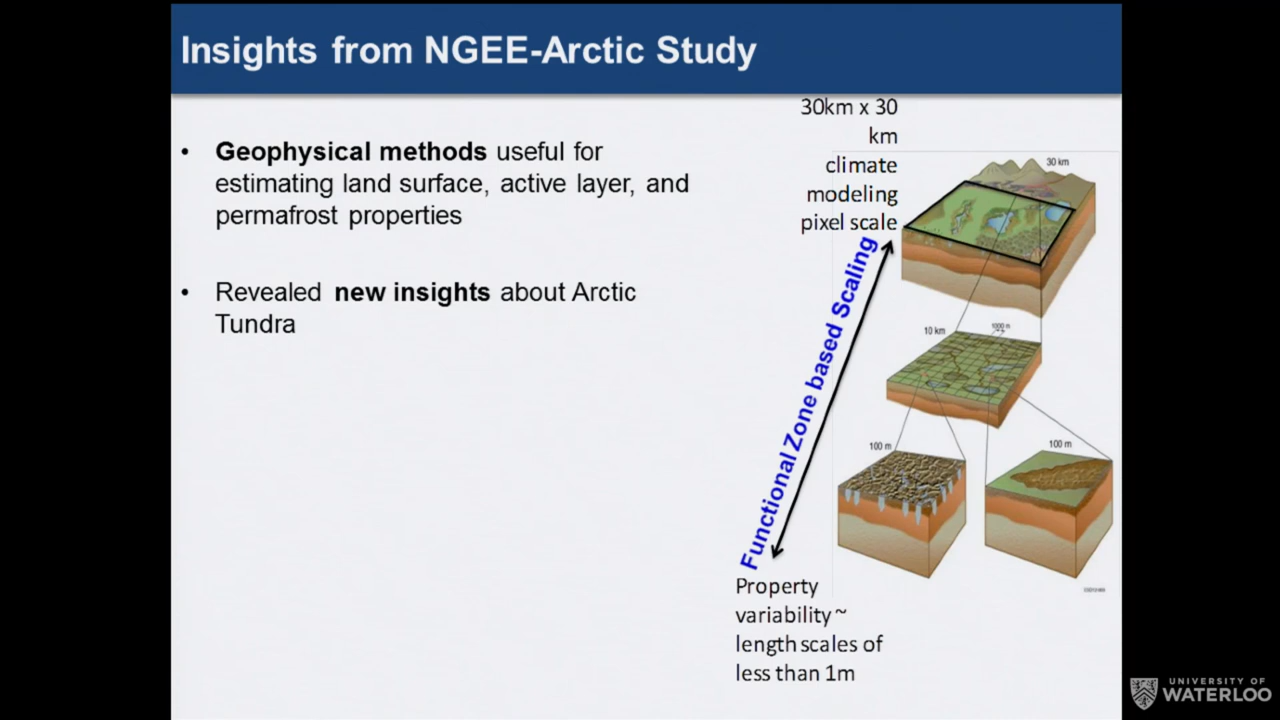 Insights from NGEE-Arctic Study
• Geophysical methods useful for
estimating land surface, active layer, and
permafrost properties
• Revealed new insights about Arctic
Tundra
30km x 30
km
climate
modeling
pixel scale
30 km
Functional Zone based Scaling
10 km
1000 m
100 m
100 m
Property
variability ~
length scales of
less than 1m
UNIVERSITY OF
WATERLOO